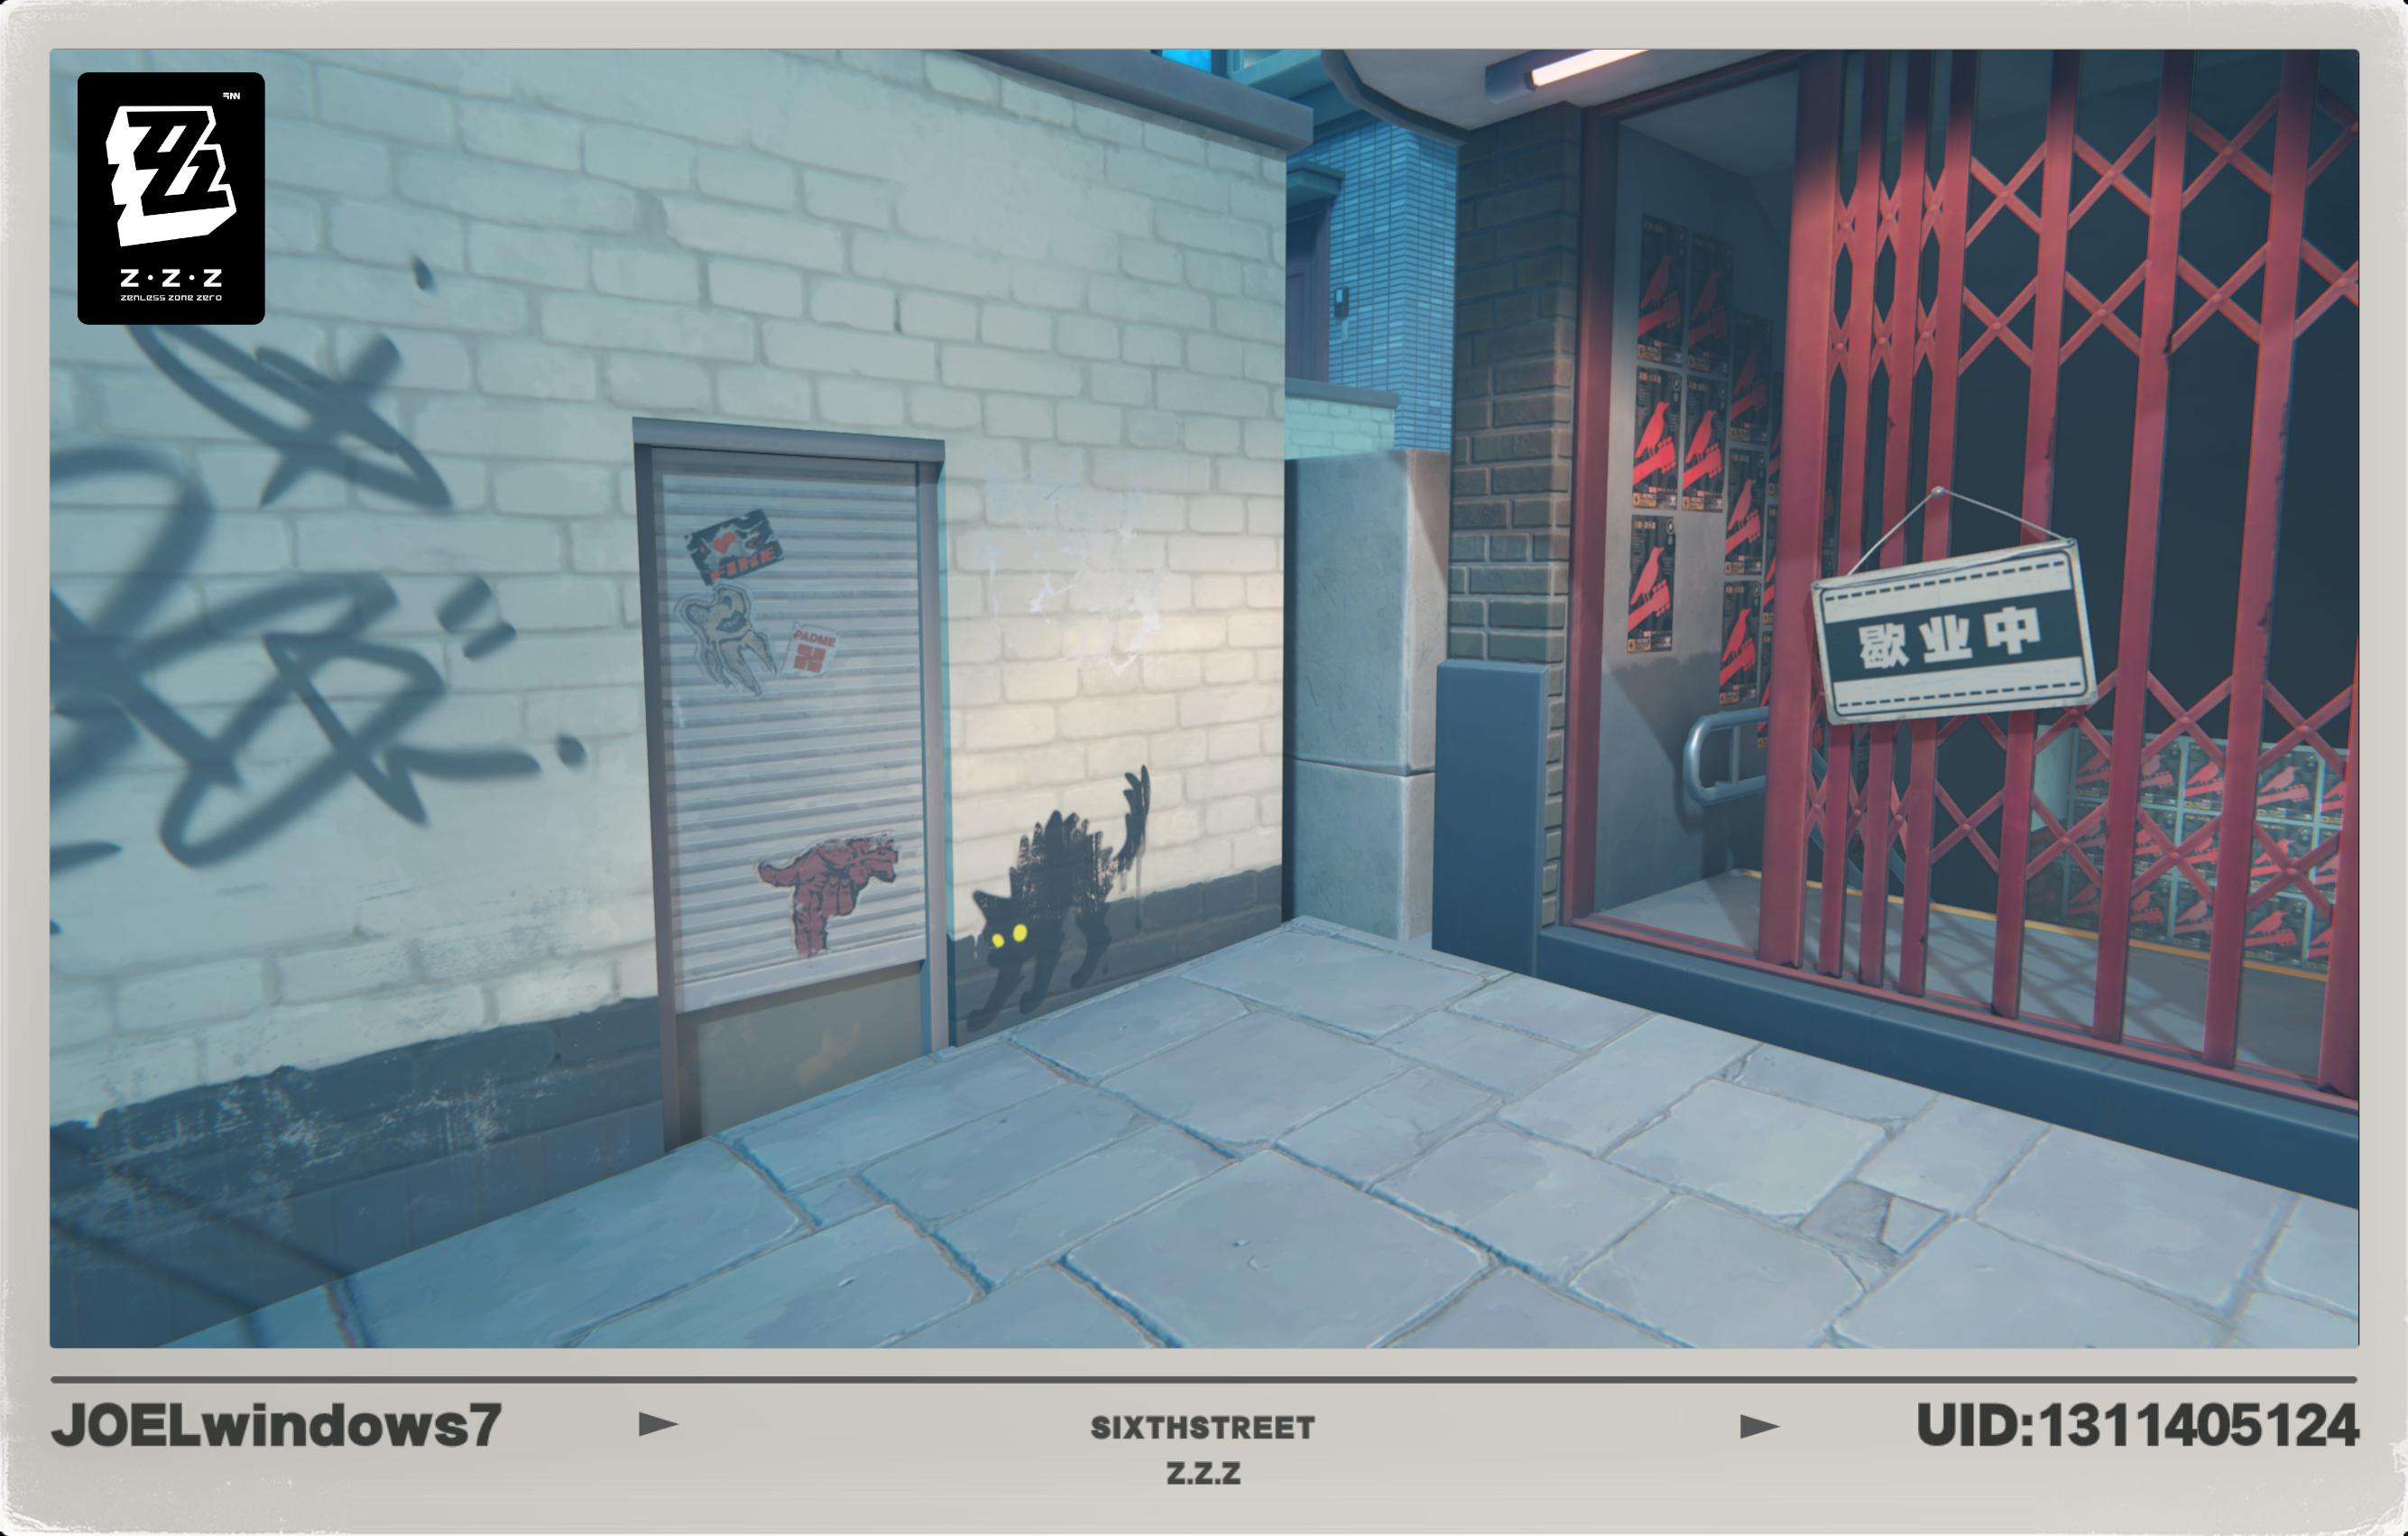 Z·Z·Z
ZENLESS ZONE ZERO
FIRE
PADME
歇业中
JOELwindows7
SIXTHSTREET
UID:1311405124
Z.Z.Z